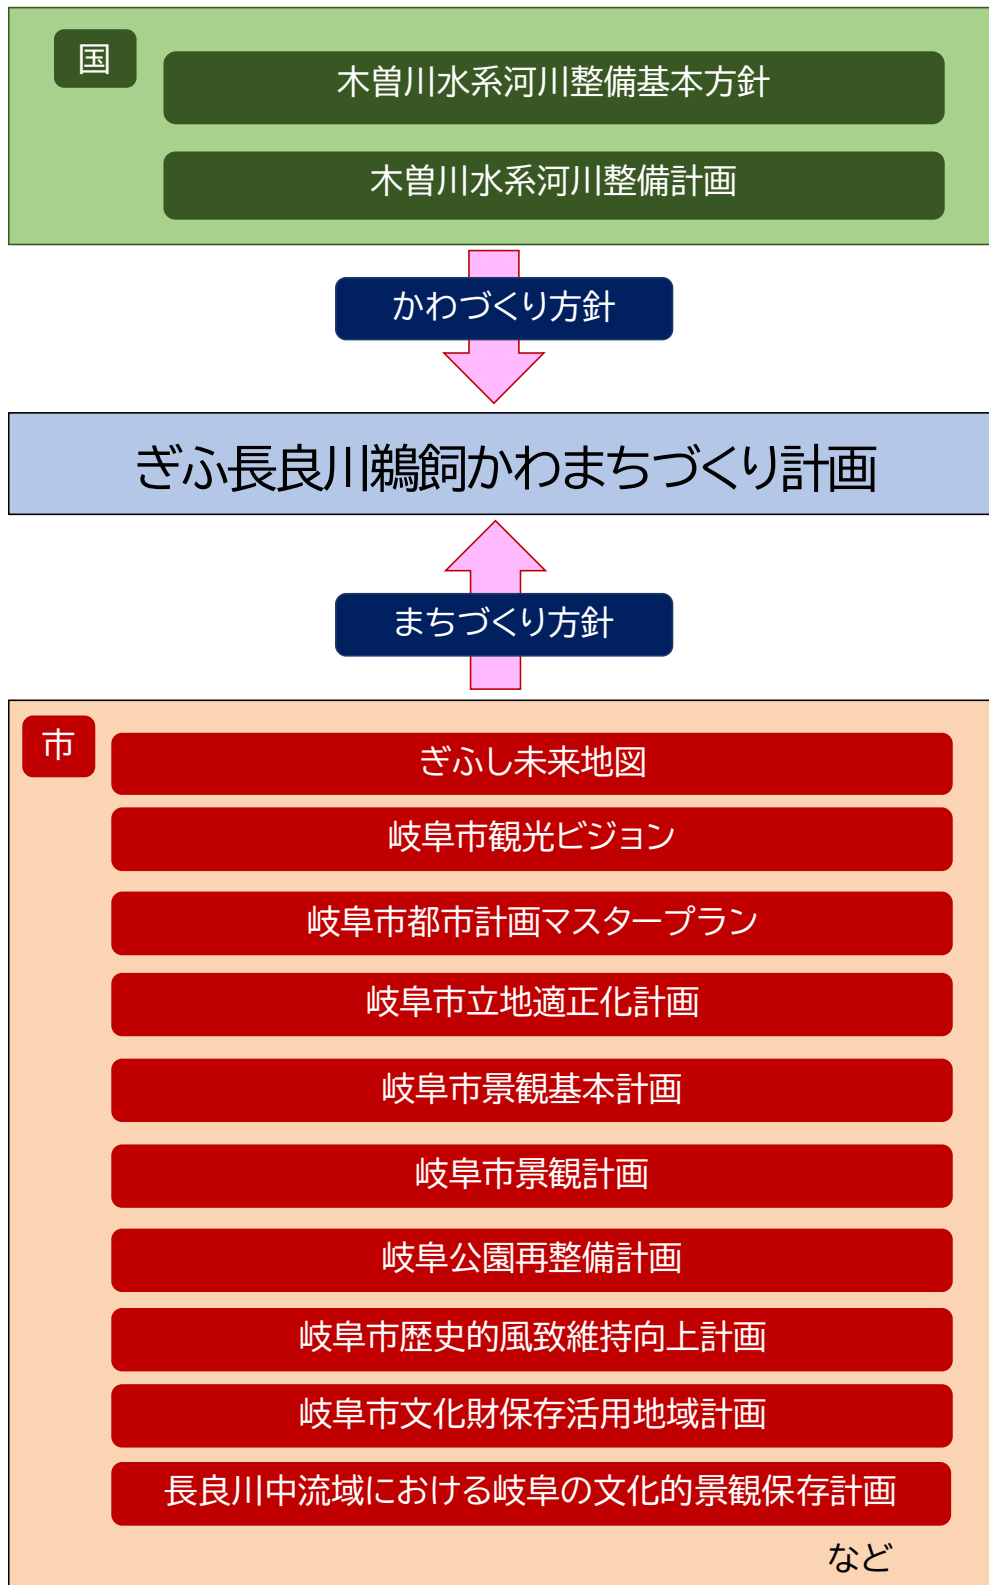 国
木曽川水系河川整備基本方針
木曽川水系河川整備計画
かわづくり方針
ぎふ長良川鵜飼かわまちづくり計画
まちづくり方針
市
ぎふし未来地図
岐阜市観光ビジョン
岐阜市都市計画マスタープラン
岐阜市立地適正化計画
岐阜市景観基本計画
岐阜市景観計画
岐阜公園再整備計画
岐阜市歴史的風致維持向上計画
岐阜市文化財保存活用地域計画
長良川中流域における岐阜の文化的景観保存計画
など